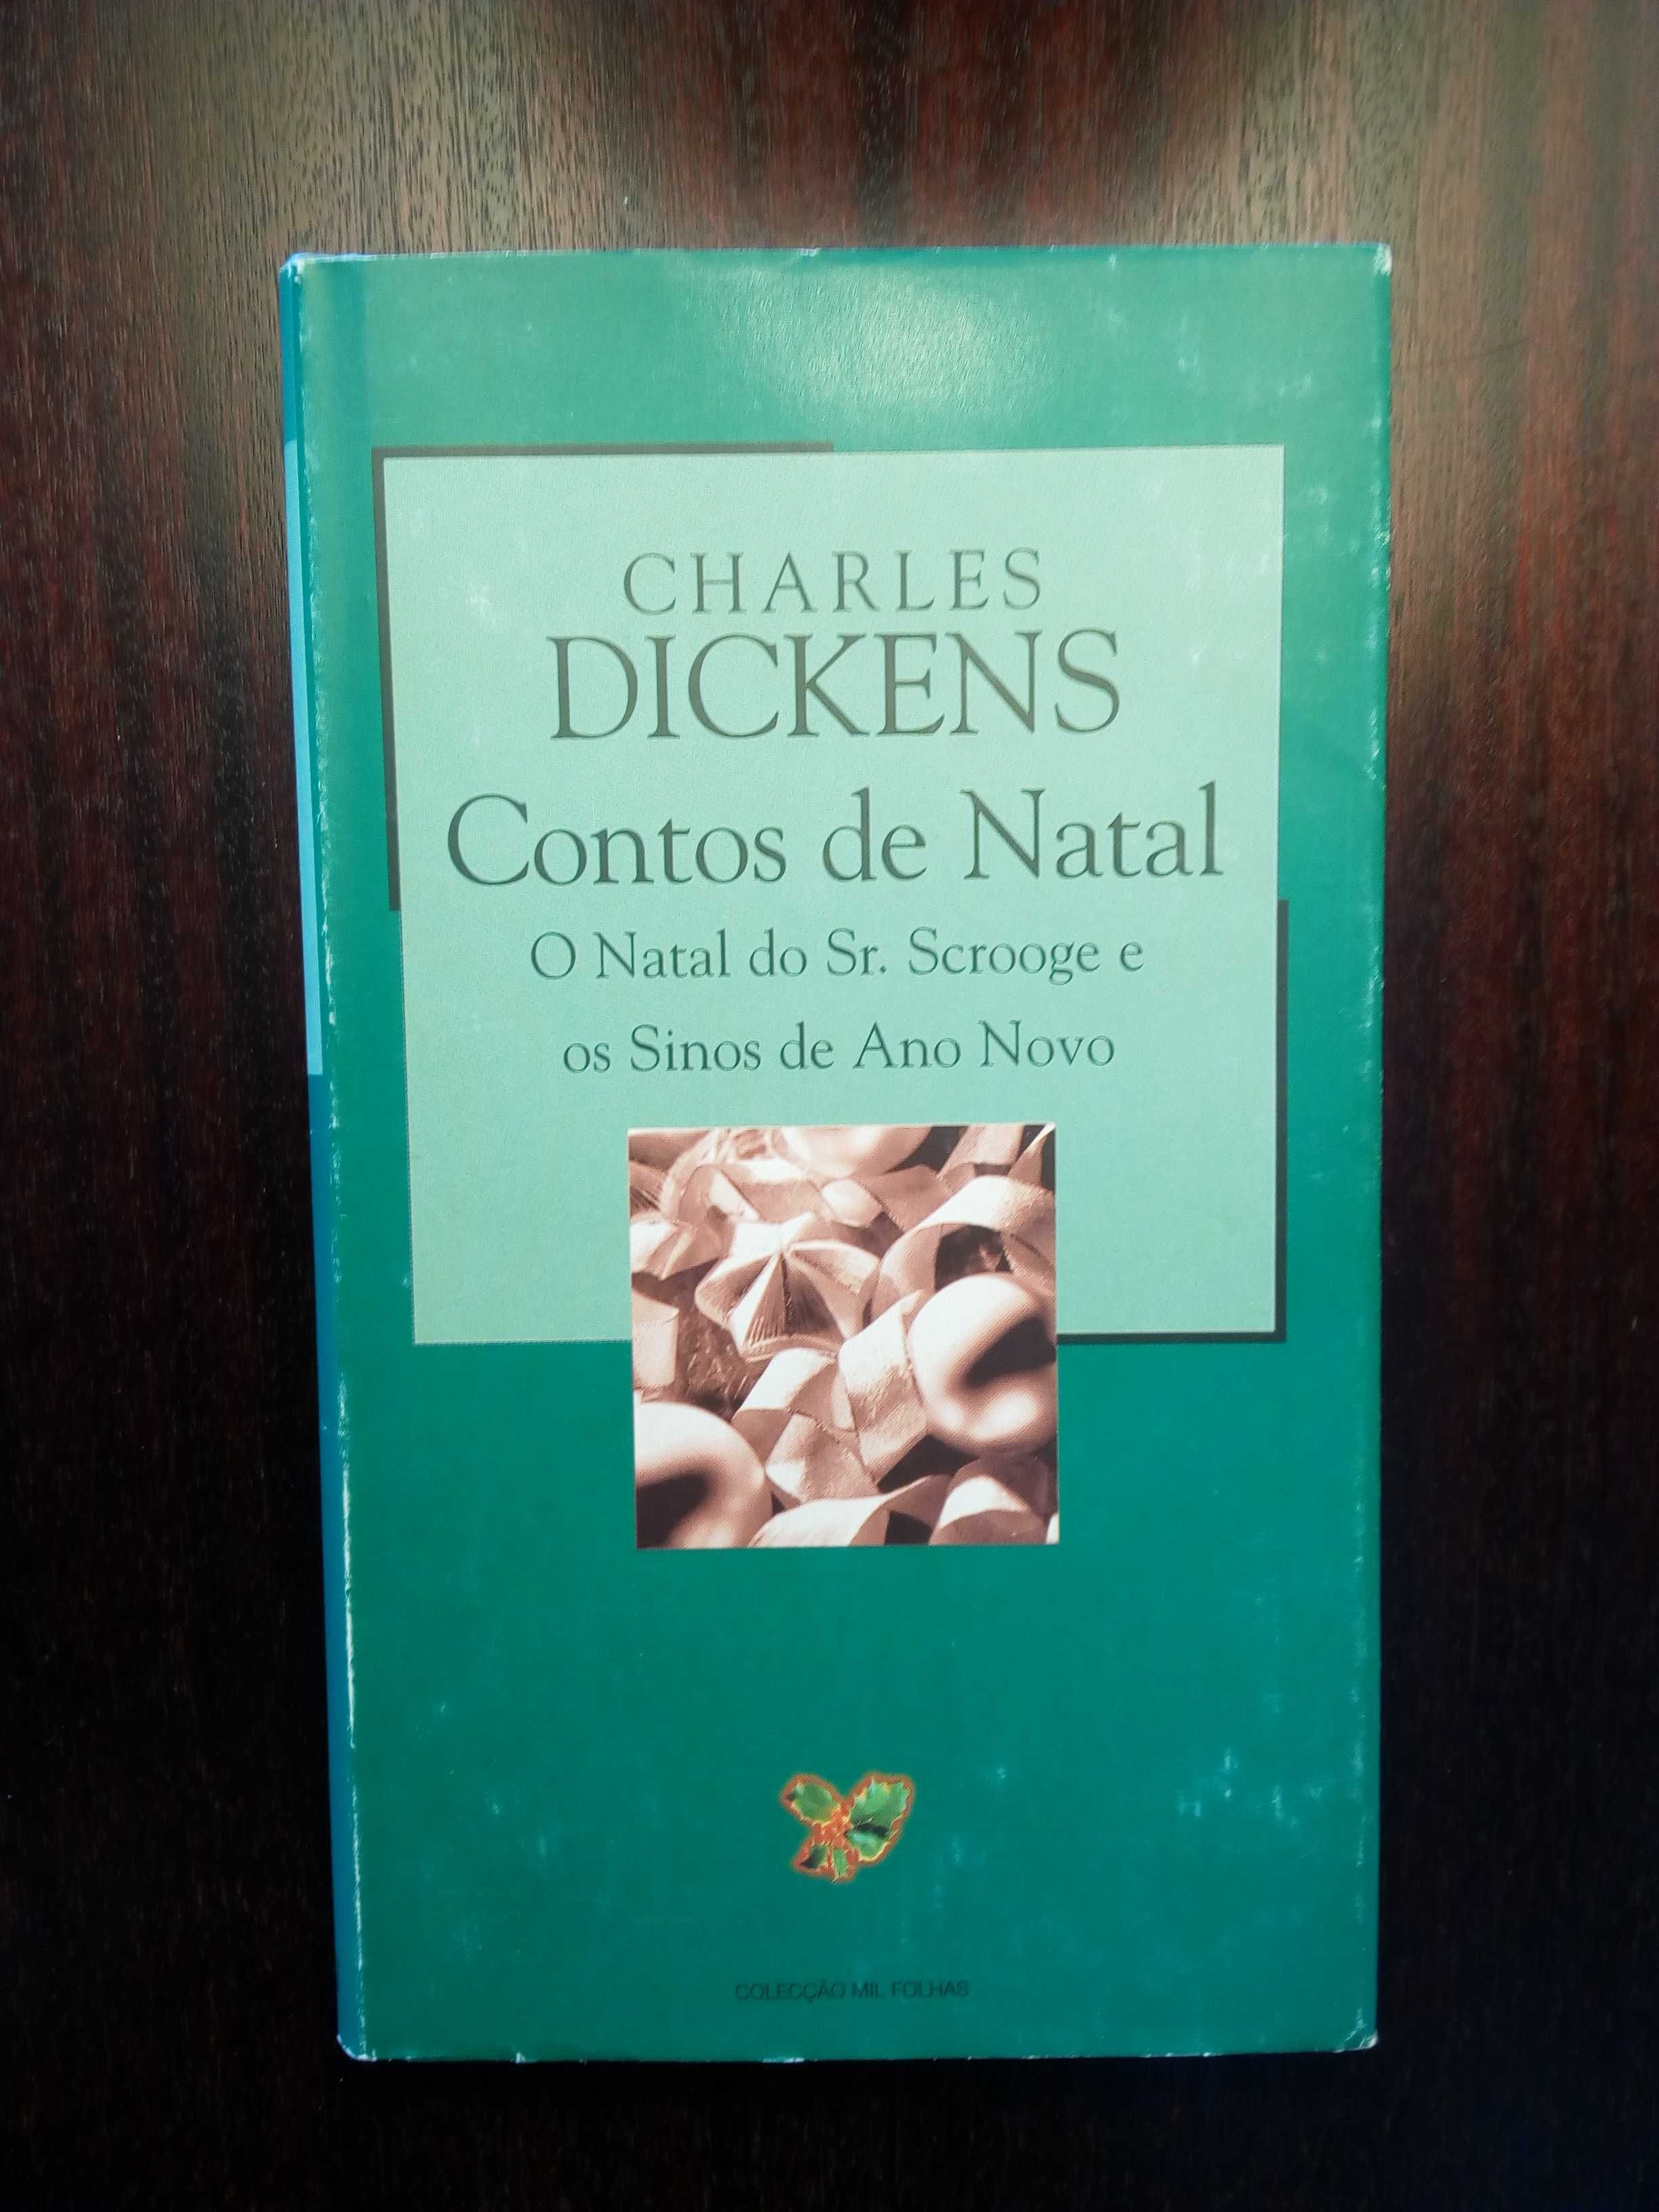 CHARLES
DICKENS
Contos de Natal
O Natal do Sr. Scrooge e
os Sinos de Ano Novo
COLECÇÃO MIL FOLHAS